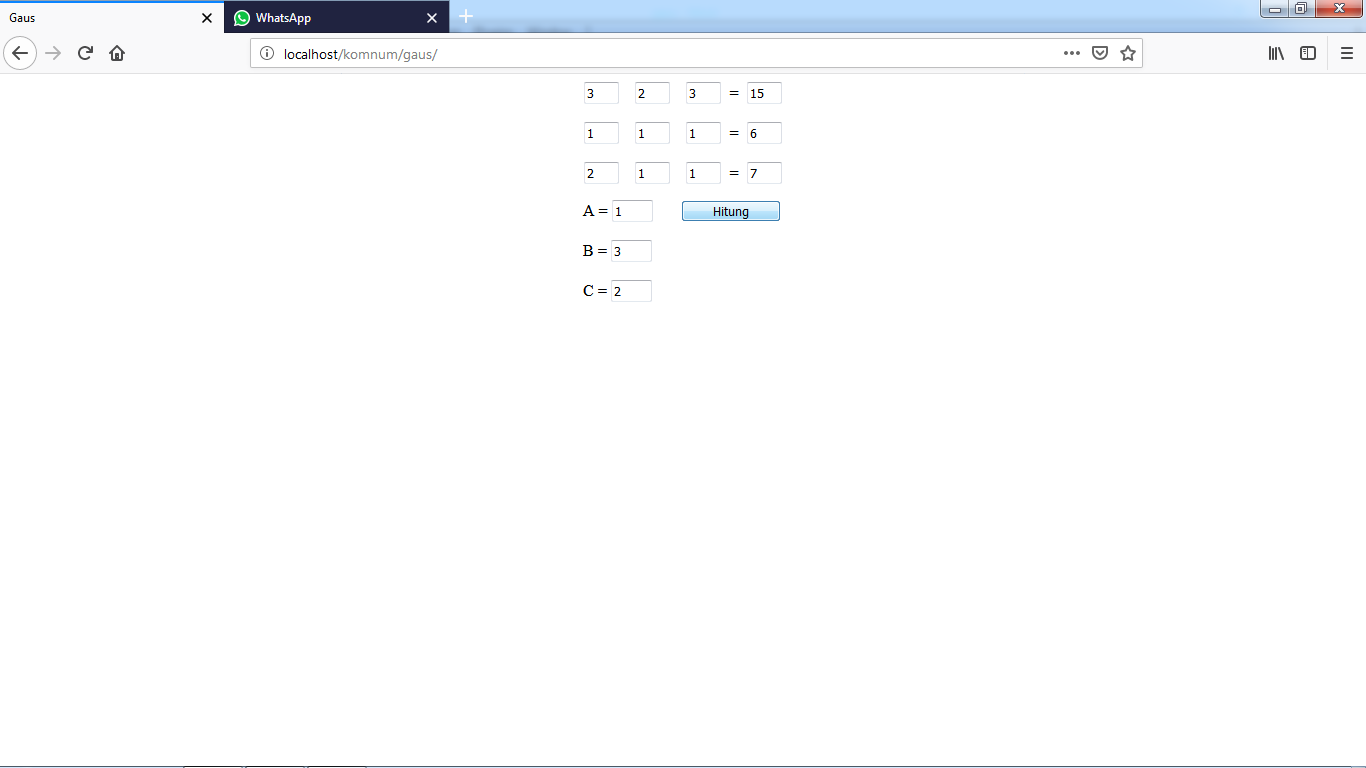 Gaus WhatsApp
localhost/komnum/gaus/
3 2 3 = 15
1 1 1 = 6
2 1 1 = 7
A = 1 Hitung
B = 3
C = 2